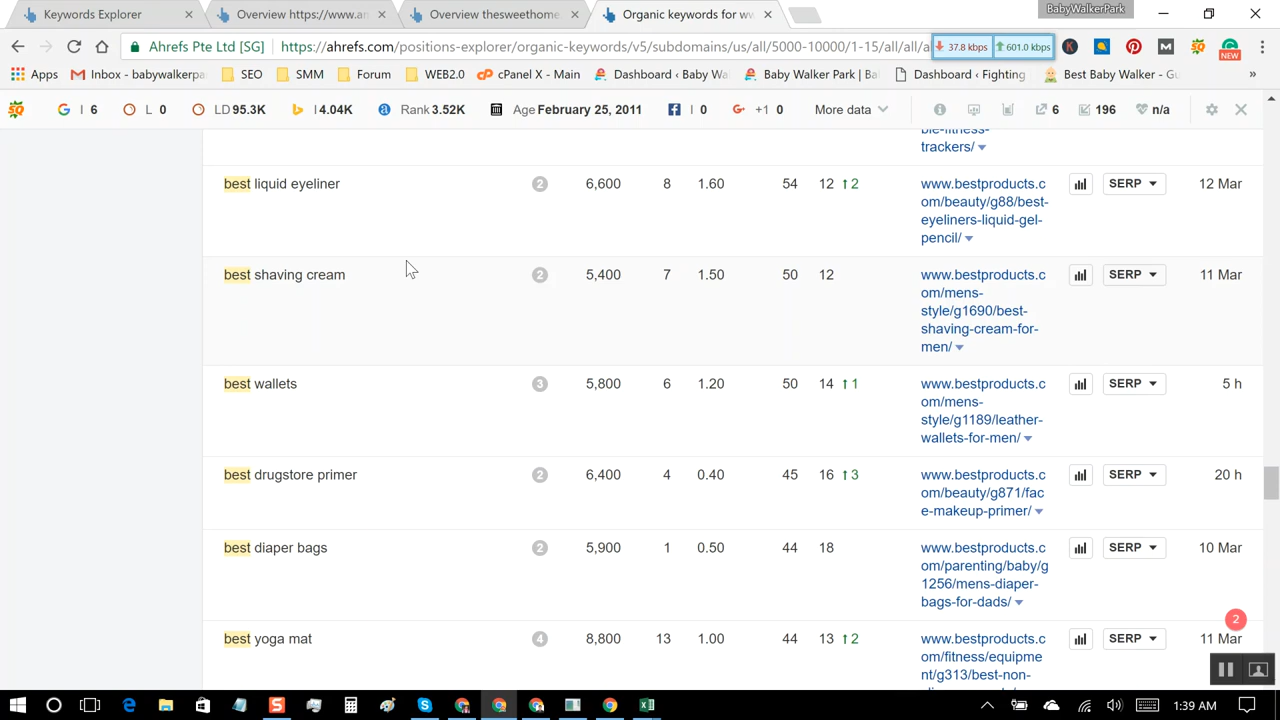 Keywords Explorer
Overview https://www.an
Overview thesweethome.
Organic keywords for ww
BabyWalkerPark
Ahrefs Pte Ltd [SG]
https://ahrefs.com/positions-explorer/organic-keywords/v5/subdomains/us/all/5000-10000/1-15/all/all/a
37.8 kbps
601.0 kbps
NEW
Apps
Inbox - babywalkerpa
SEO
SMM
Forum
WEB2.0
cPanel X - Main
Dashboard ‹ Baby Wa
Baby Walker Park | Ba
Dashboard ‹ Fighting
Best Baby Walker - Gu
»
I 6
L 0
LD 95.3K
I 4.04K
Rank 3.52K
Age February 25, 2011
I 0
+1 0
More data
6
196
n/a
ble-fitness-
trackers/
best liquid eyeliner
2
6,600
8
1.60
54
12 ↑2
www.bestproducts.c
om/beauty/g88/best-
eyeliners-liquid-gel-
pencil/
SERP
12 Mar
best shaving cream
2
5,400
7
1.50
50
12
www.bestproducts.c
om/mens-
style/g1690/best-
shaving-cream-for-
men/
SERP
11 Mar
best wallets
3
5,800
6
1.20
50
14 ↑1
www.bestproducts.c
om/mens-
style/g1189/leather-
wallets-for-men/
SERP
5 h
best drugstore primer
2
6,400
4
0.40
45
16 ↑3
www.bestproducts.c
om/beauty/g871/fac
e-makeup-primer/
SERP
20 h
best diaper bags
2
5,900
1
0.50
44
18
www.bestproducts.c
om/parenting/baby/g
1256/mens-diaper-
bags-for-dads/
SERP
10 Mar
2
best yoga mat
4
8,800
13
1.00
44
13 ↑2
www.bestproducts.c
om/fitness/equipme
nt/g313/best-non-
SERP
11 Mar
1:39 AM